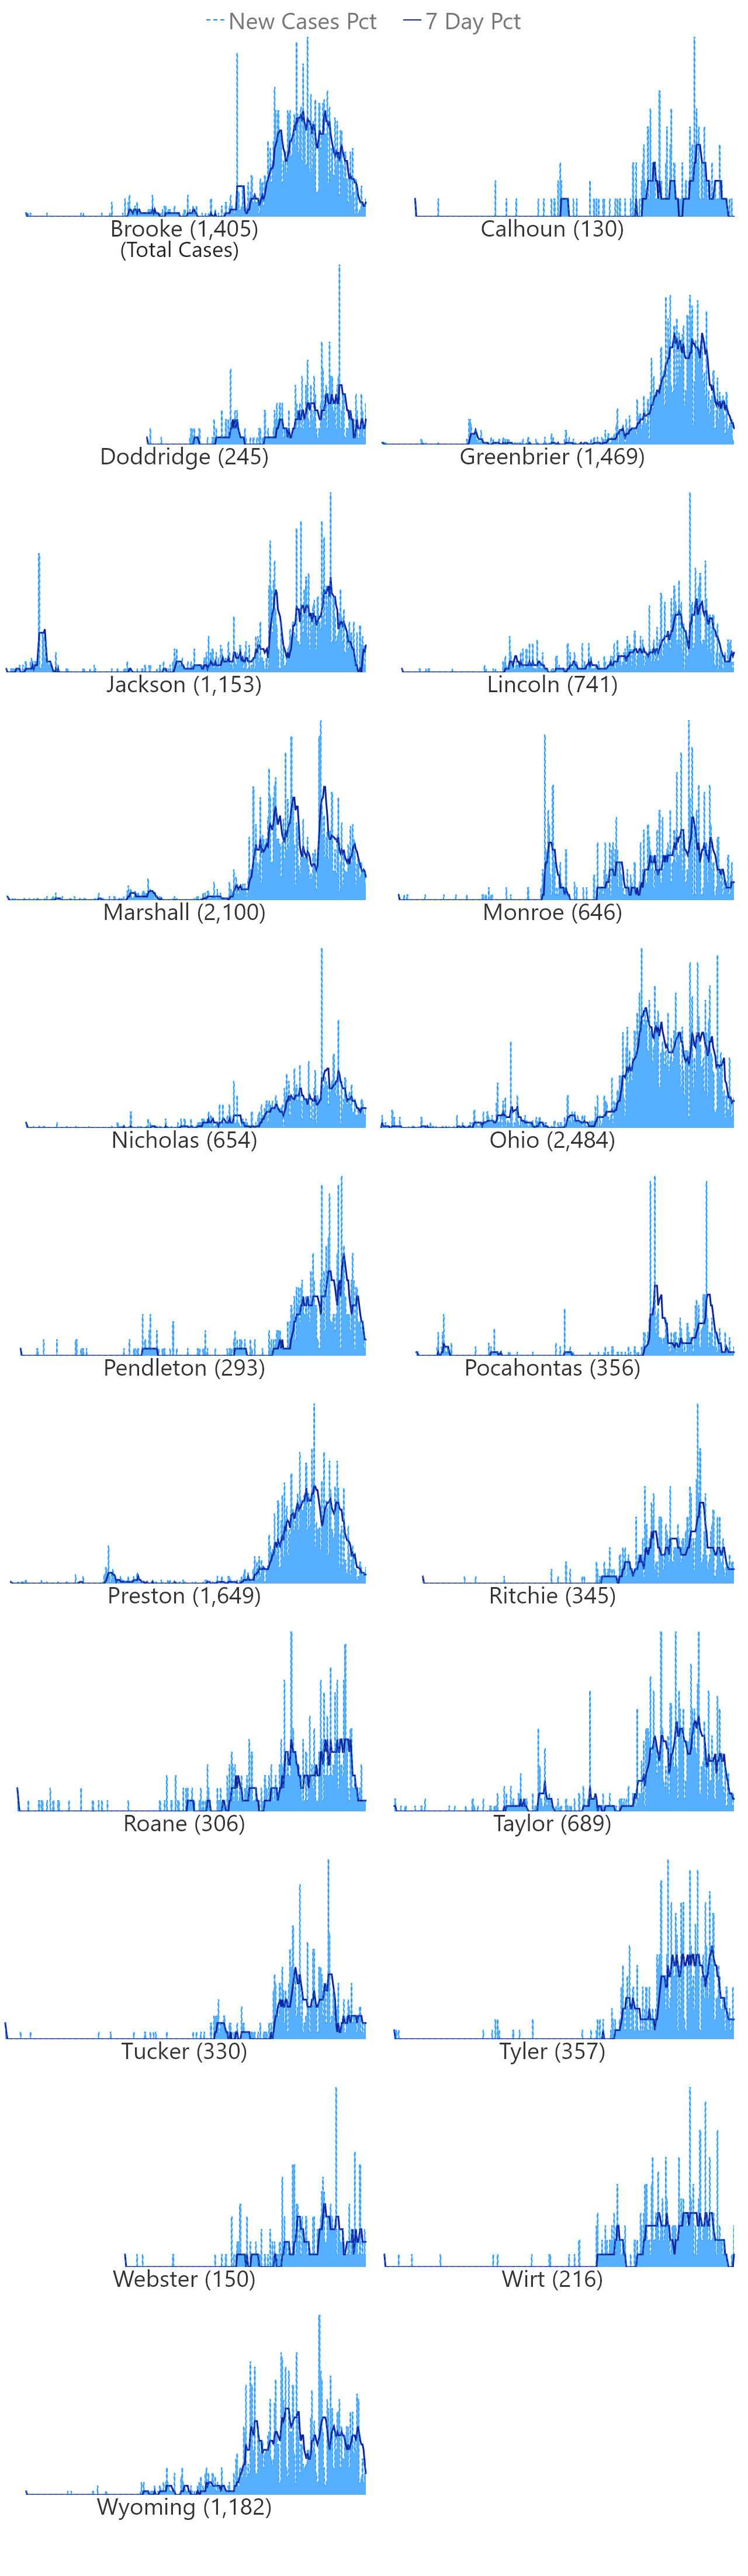 New Cases Pct 7 Day Pct
Brooke (1,405) Calhoun (130)
(Total Cases)
Doddridge (245) Greenbrier (1,469)
Jackson (1,153) Lincoln (741)
Marshall (2,100) Monroe (646)
Nicholas (654) Ohio (2,484)
Pendleton (293) Pocahontas (356)
Preston (1,649) Ritchie (345)
Roane (306) Taylor (689)
Tucker (330) Tyler (357)
Webster (150) Wirt (216)
Wyoming (1,182)